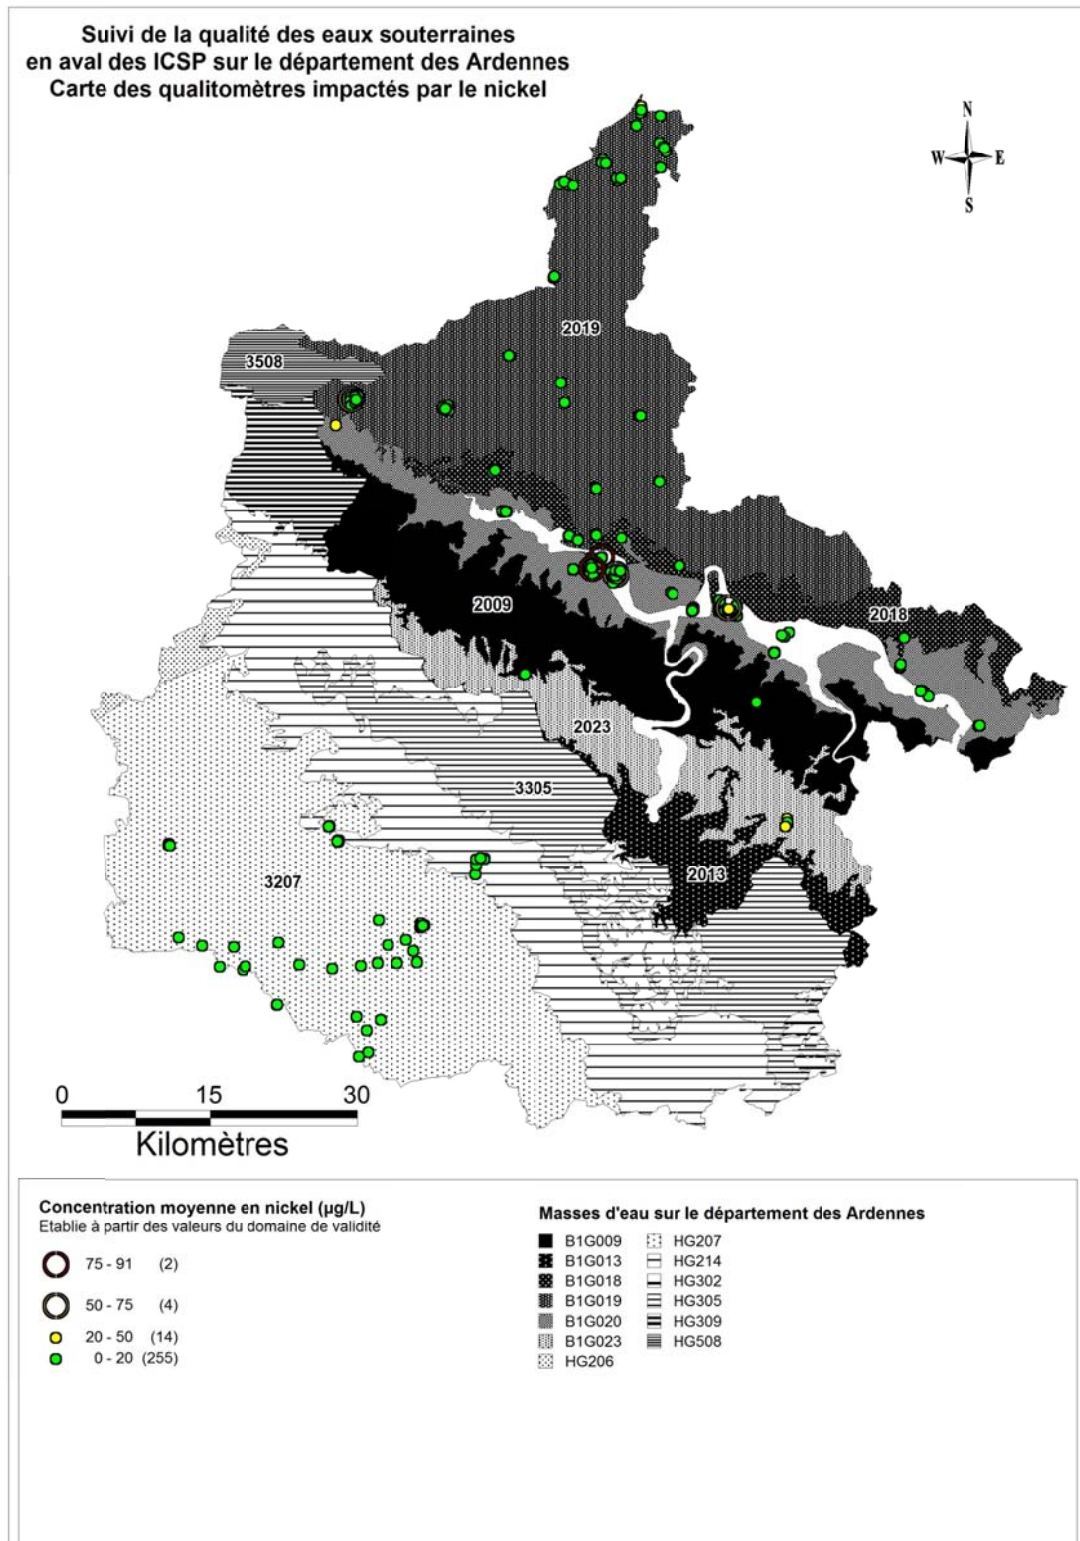 Suivi de la qualité des eaux souterraines
en aval des ICSP sur le département des Ardennes
Carte des qualitomètres impactés par le nickel
N
W E
S
2019
3508
2009
2018
2023
3305
2013
3207
0 15 30
Kilomètres
Concentration moyenne en nickel (µg/L)
Etablie à partir des valeurs du domaine de validité
75 - 91 (2)
50 - 75 (4)
20 - 50 (14)
0 - 20 (255)
Masses d'eau sur le département des Ardennes
B1G009 HG207
B1G013 HG214
B1G018 HG302
B1G019 HG305
B1G020 HG309
B1G023 HG508
HG206